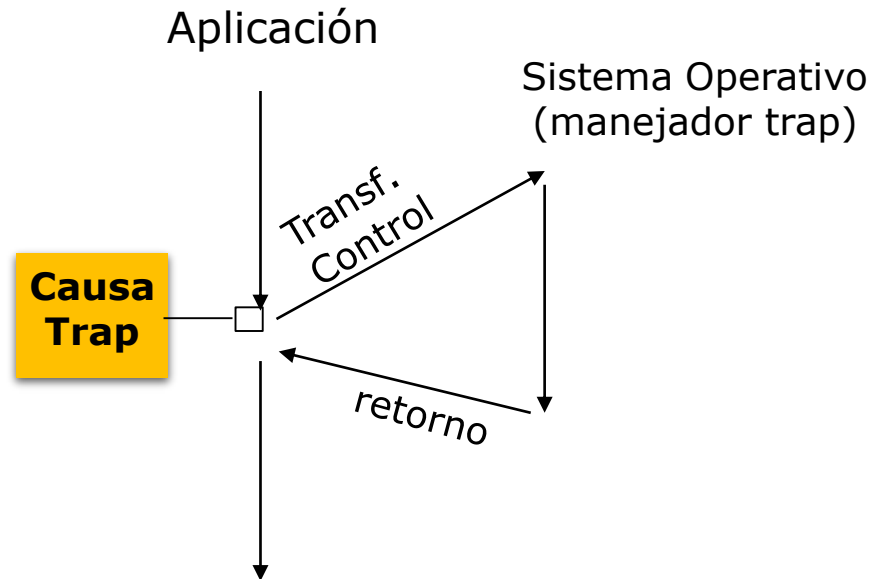 Aplicación
Sistema Operativo
(manejador trap)
Transf.
Control
Causa
Trap
retorno